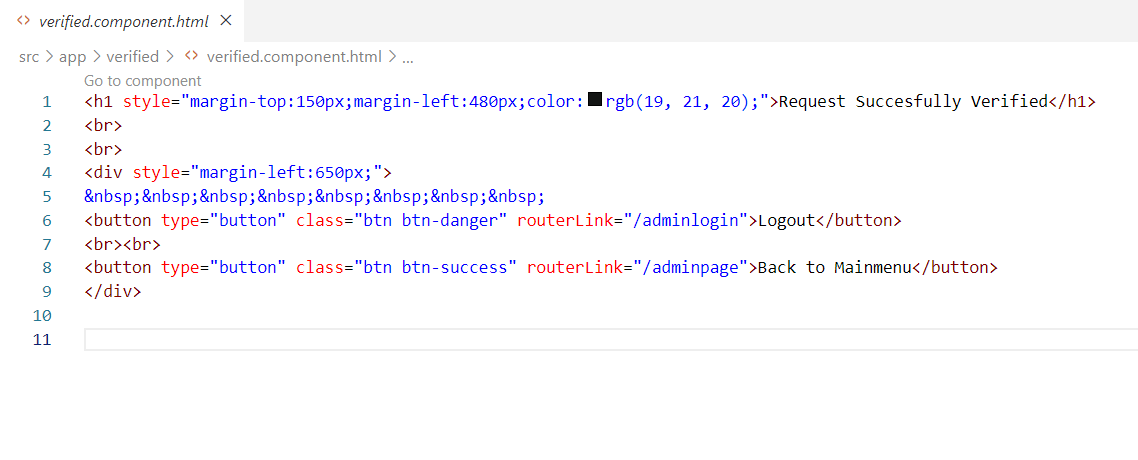 <> verified.component.html ×
src > app > verified > <> verified.component.html > ...
Go to component
1 <h1 style="margin-top:150px;margin-left:480px;color:rgb(19, 21, 20);">Request Succesfully Verified</h1>
2 <br>
3 <br>
4 <div style="margin-left:650px;">
5 &nbsp;&nbsp;&nbsp;&nbsp;&nbsp;&nbsp;&nbsp;&nbsp;
6 <button type="button" class="btn btn-danger" routerLink="/adminlogin">Logout</button>
7 <br><br>
8 <button type="button" class="btn btn-success" routerLink="/adminpage">Back to Mainmenu</button>
9 </div>
10
11